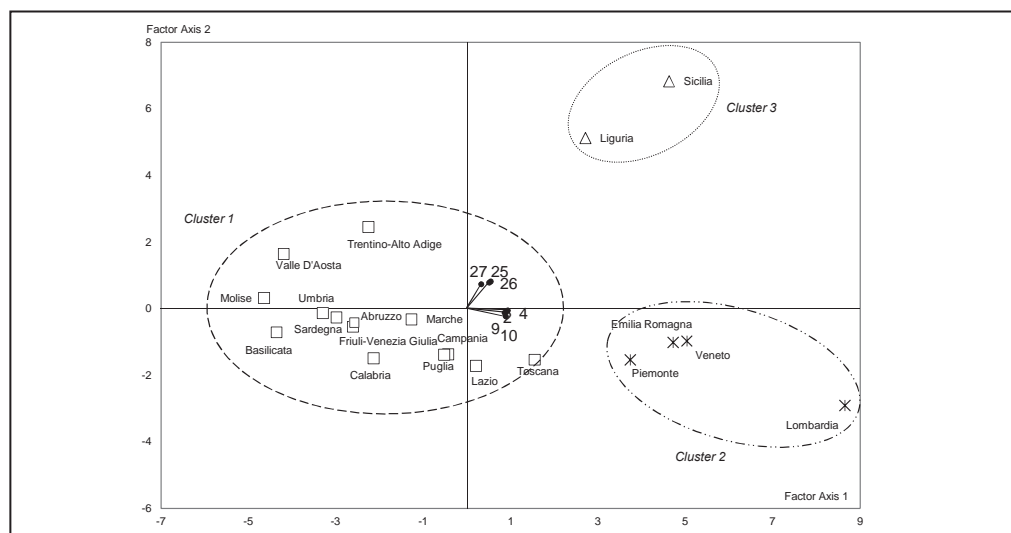 Factor Axis 2
8
Sicilia
Cluster 3
6
Liguria
4
Cluster 1
Trentino-Alto Adige
2
Valle D'Aosta
27 25
26
Molise
Umbria
0
4
2
Sardegna
Abruzzo
Marche
9 10
Emilia Romagna
Basilicata
Friuli-Venezia Giulia
Campania
Veneto
Calabria
Puglia
Lazio
Toscana
Piemonte
-2
Lombardia
-4
Cluster 2
Factor Axis 1
-6
-7 -5 -3 -1 1 3 5 7 9